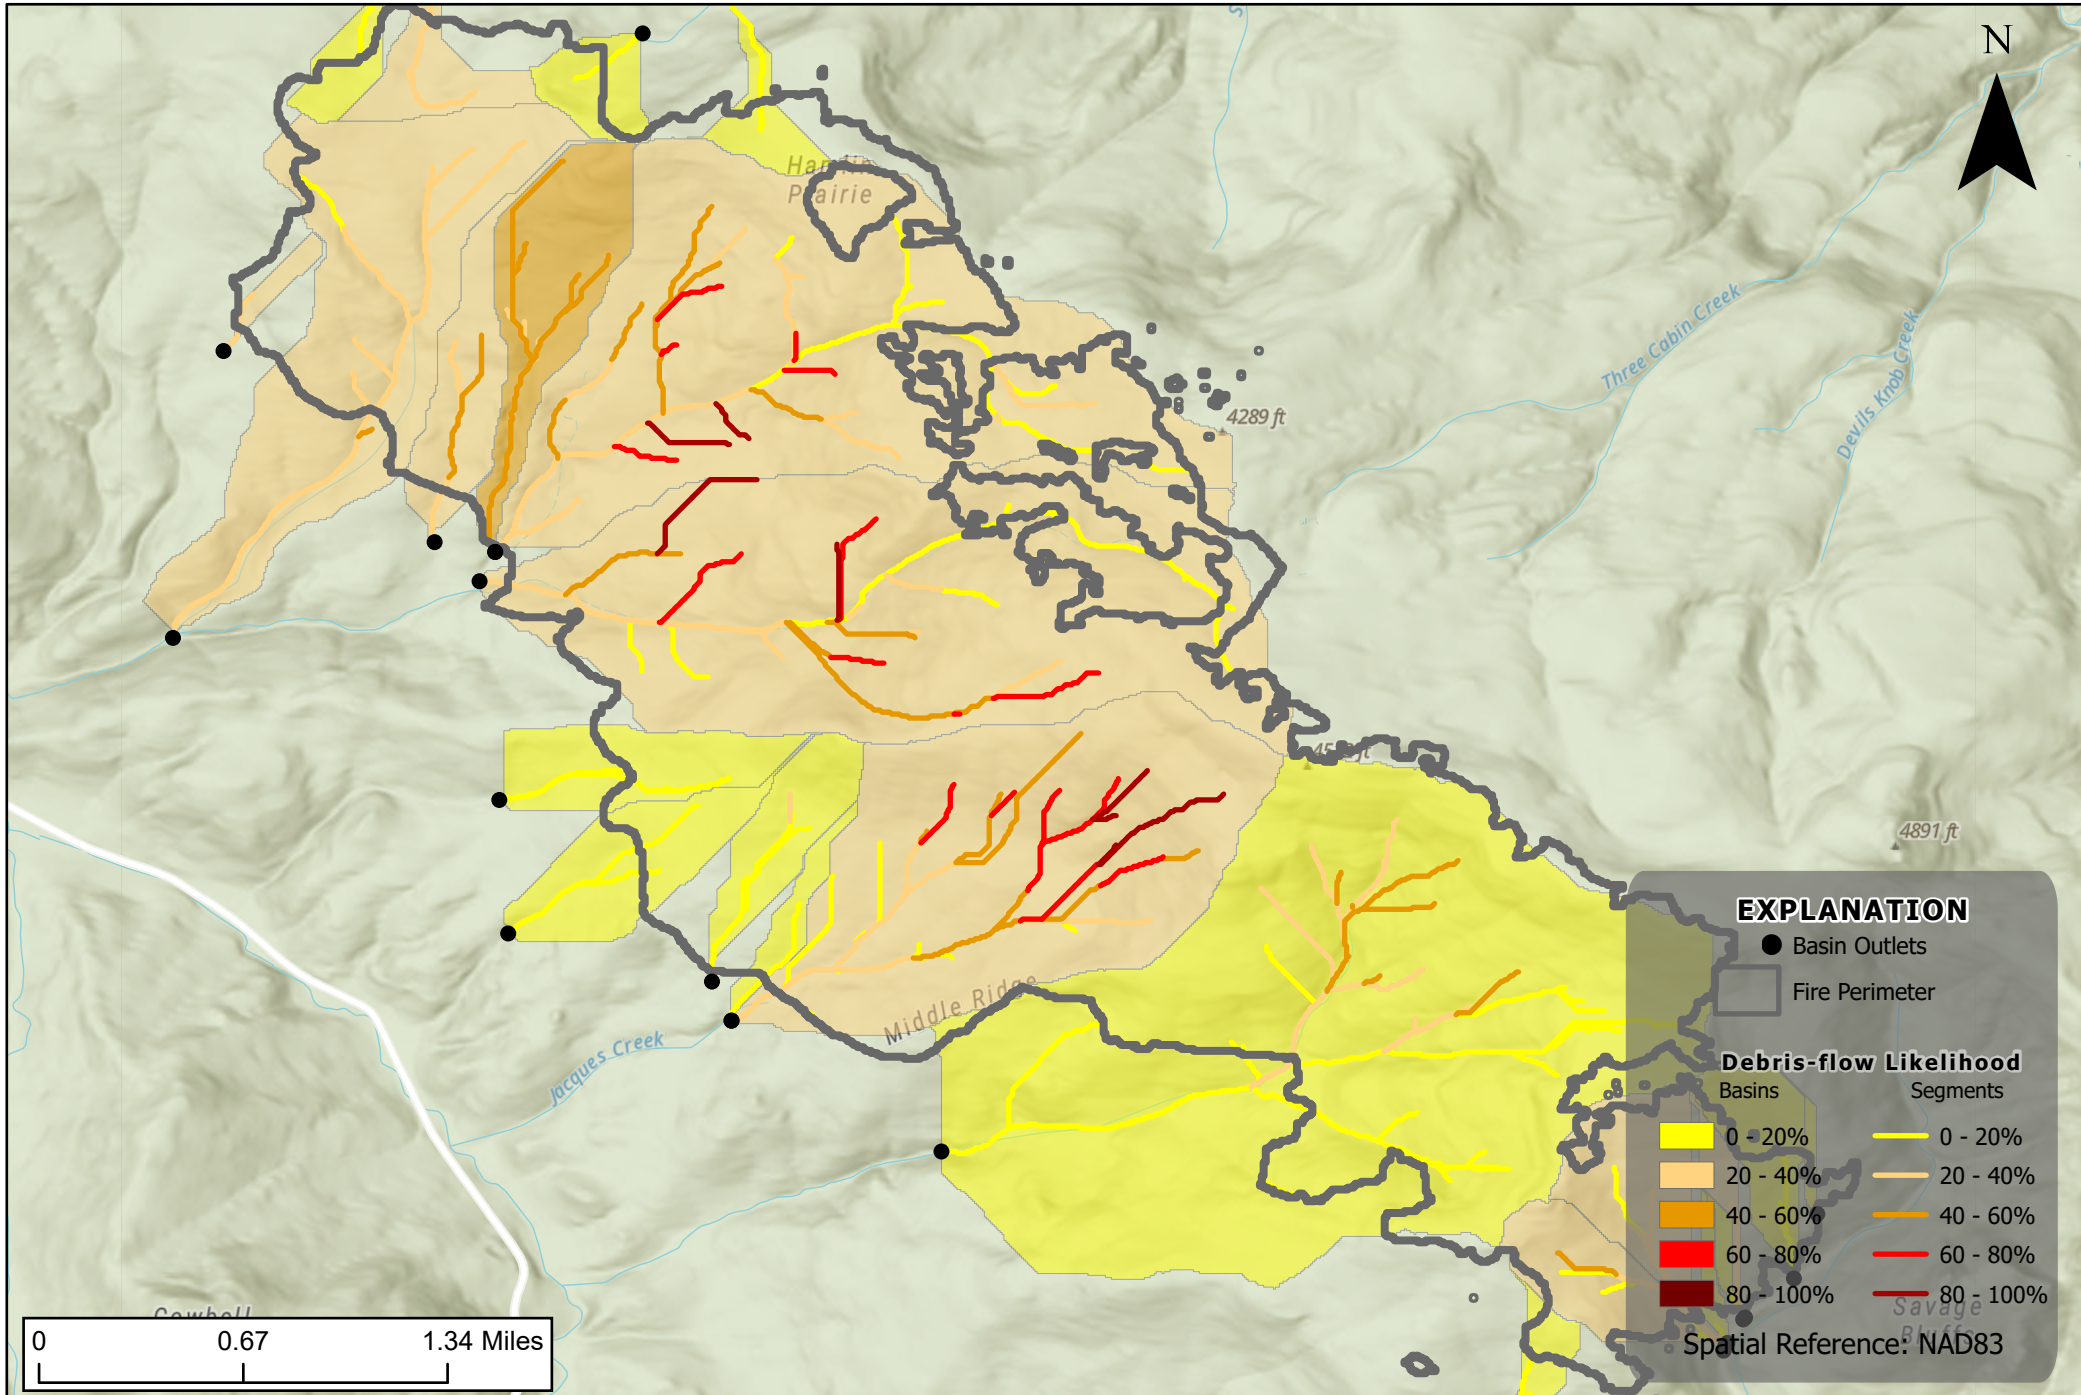 N
Prairie
Three Cabin Creek
Devils Knob Creek
4289 ft
4891 ft
Middle Ridge
Jacques Creek
EXPLANATION
Basin Outlets
Fire Perimeter
Debris-flow Likelihood
Basins Segments
0 - 20% 0 - 20%
20 - 40% 20 - 40%
40 - 60% 40 - 60%
60 - 80% 60 - 80%
80 - 100% 80 - 100%
Savage
Bluffs
Spatial Reference: NAD83
0 0.67 1.34 Miles